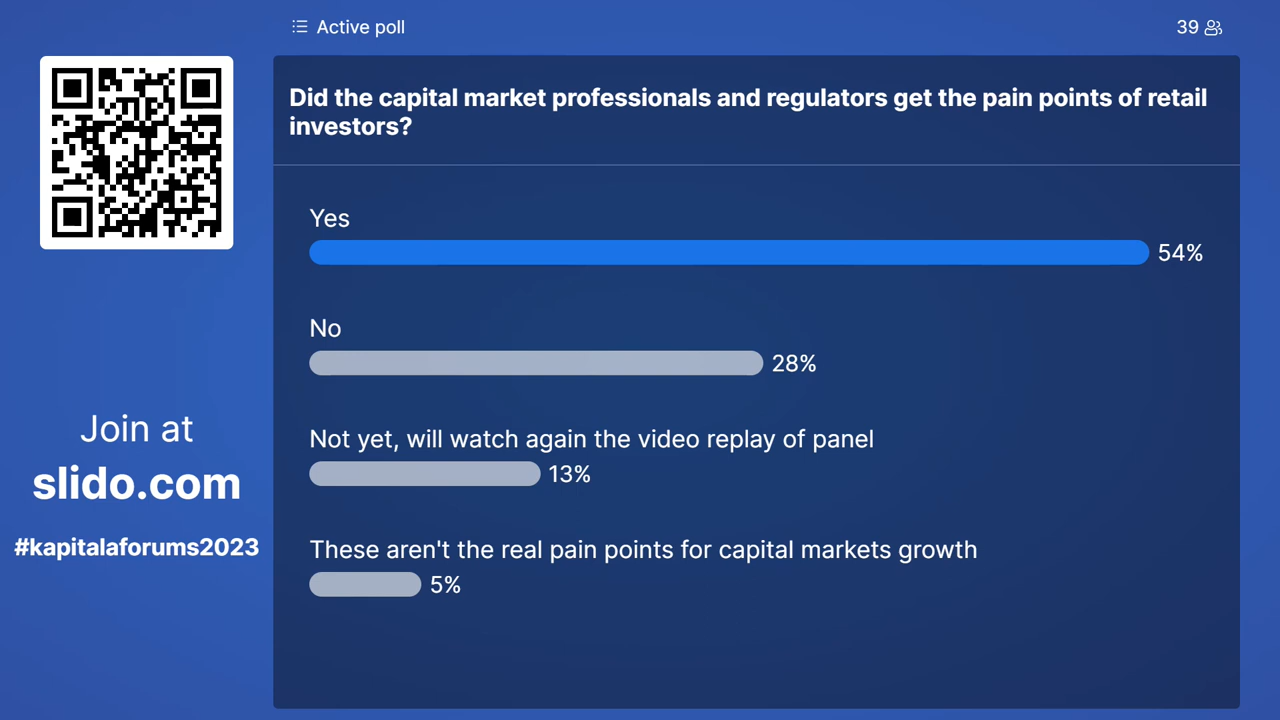 Active poll
39
Did the capital market professionals and regulators get the pain points of retail
investors?
Yes
54%
No
28%
Not yet, will watch again the video replay of panel
13%
These aren't the real pain points for capital markets growth
5%
Join at
slido.com
#kapitalaforums2023